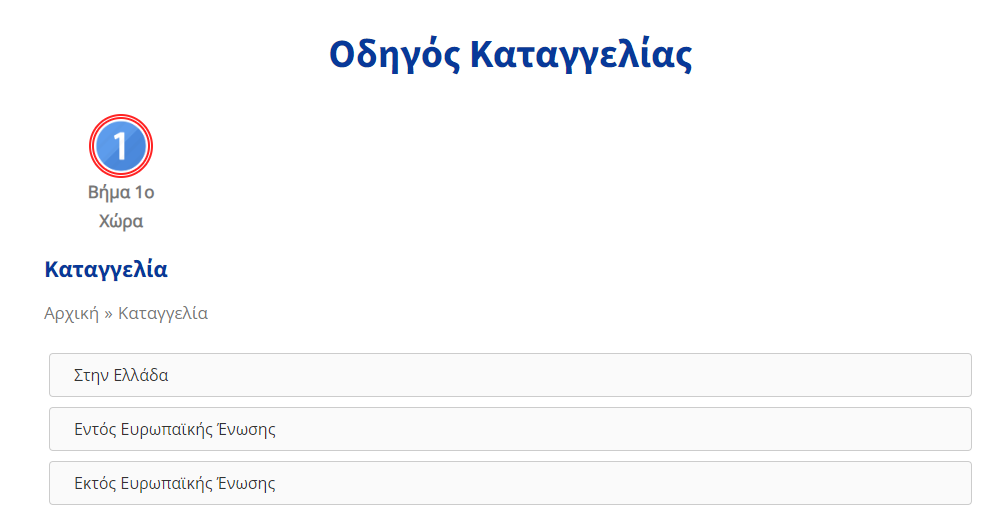 Οδηγός Καταγγελίας
1
Βήμα 1ο
Χώρα
Καταγγελία
Αρχική » Καταγγελία
Στην Ελλάδα
Εντός Ευρωπαϊκής Ένωσης
Εκτός Ευρωπαϊκής Ένωσης